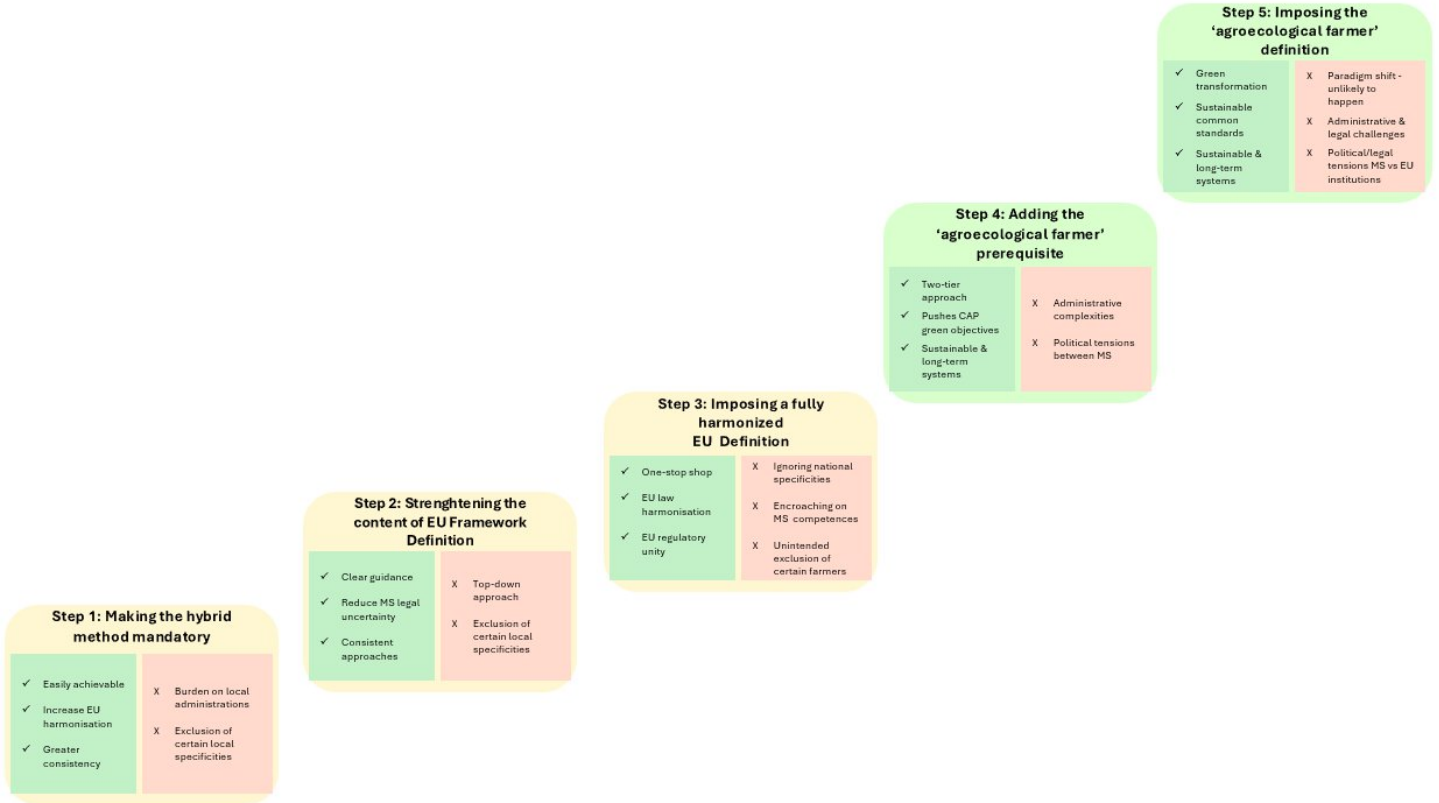 Step 1: Making the hybrid
method mandatory
✓ Easily achievable
✓ Increase EU
harmonisation
✓ Greater
consistency
X Burden on local
administrations
X Exclusion of
certain local
specificities
Step 2: Strenghtening the
content of EU Framework
Definition
✓ Clear guidance
✓ Reduce MS legal
uncertainty
✓ Consistent
approaches
X Top-down
approach
X Exclusion of
certain local
specificities
Step 3: Imposing a fully
harmonized
EU Definition
✓ One-stop shop
✓ EU law
harmonisation
✓ EU regulatory
unity
X Ignoring national
specificities
X Encroaching on
MS competences
X Unintended
exclusion of
certain farmers
Step 4: Adding the
‘agroecological farmer’
prerequisite
✓ Two-tier
approach
✓ Pushes CAP
green objectives
✓ Sustainable &
long-term
systems
X Administrative
complexities
X Political tensions
between MS
Step 5: Imposing the
‘agroecological farmer’
definition
✓ Green
transformation
✓ Sustainable
common
standards
✓ Sustainable &
long-term
systems
X Paradigm shift -
unlikely to
happen
X Administrative &
legal challenges
X Political/legal
tensions MS vs EU
institutions